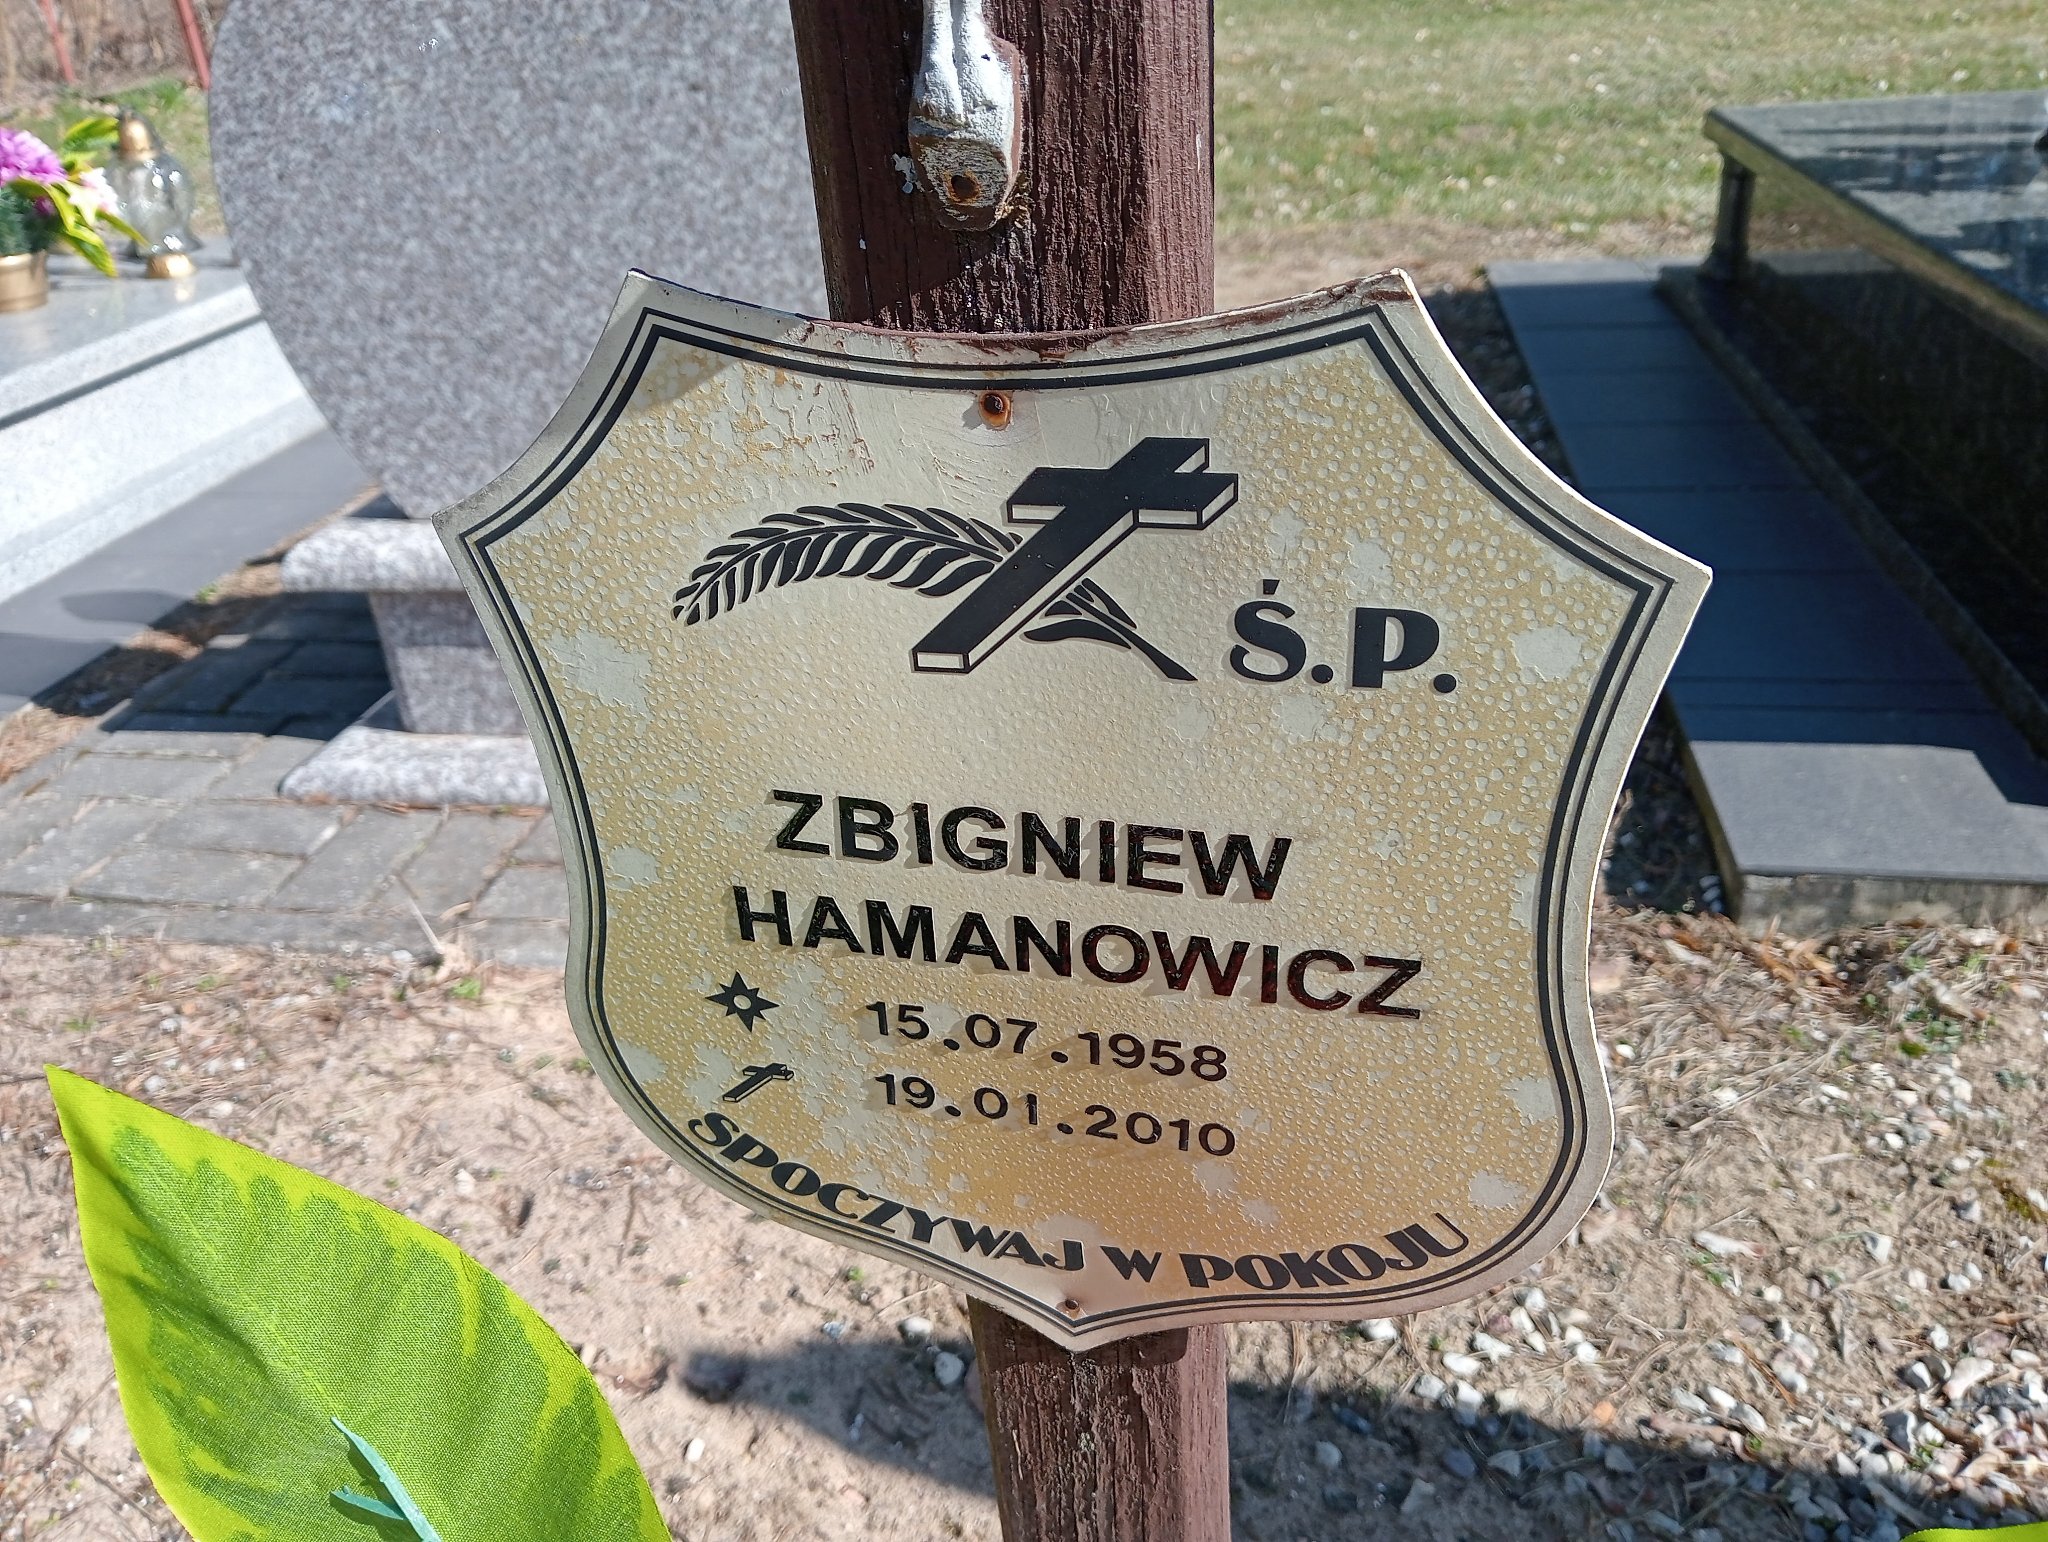 Ś.P.
ZBIGNIEW
HAMANOWICZ
15.07.1958
19.01.2010
SPOCZYWAJ W POKOJU